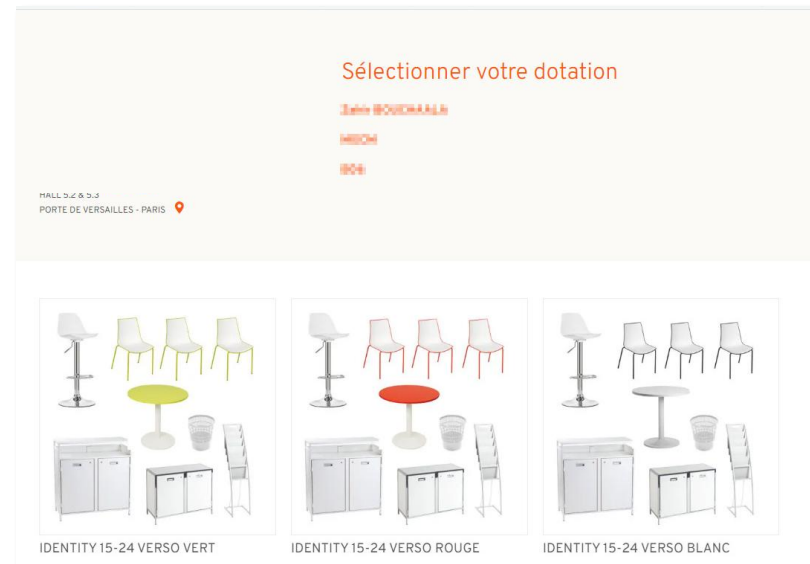 Sélectionner votre dotation
HALL 5.2 & 5.3
PORTE DE VERSAILLES - PARIS
IDENTITY 15-24 VERSO VERT
IDENTITY 15-24 VERSO ROUGE
IDENTITY 15-24 VERSO BLANC